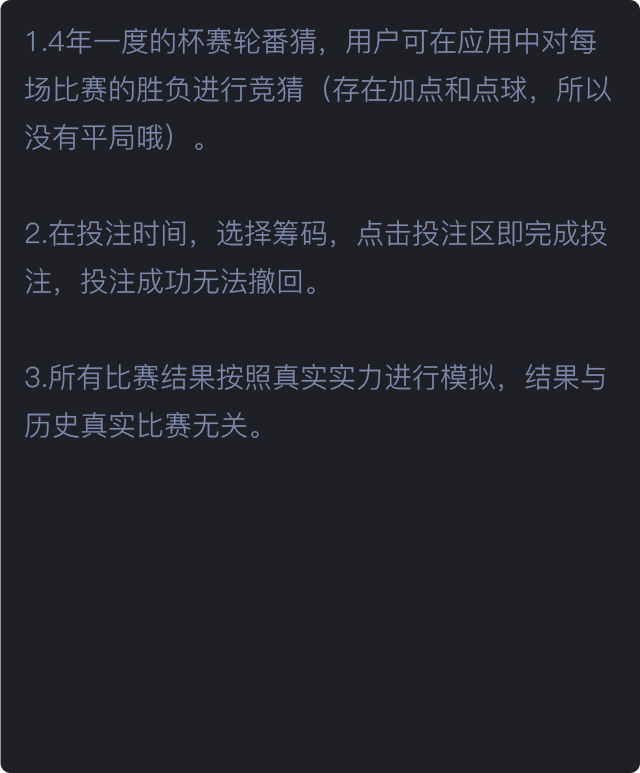 1.4年一度的杯赛轮番猜，用户可在应用中对每
场比赛的胜负进行竞猜（存在加点和点球，所以
没有平局哦）。
2.在投注时间，选择筹码，点击投注区即完成投
注，投注成功无法撤回。
3.所有比赛结果按照真实实力进行模拟，结果与
历史真实比赛无关。